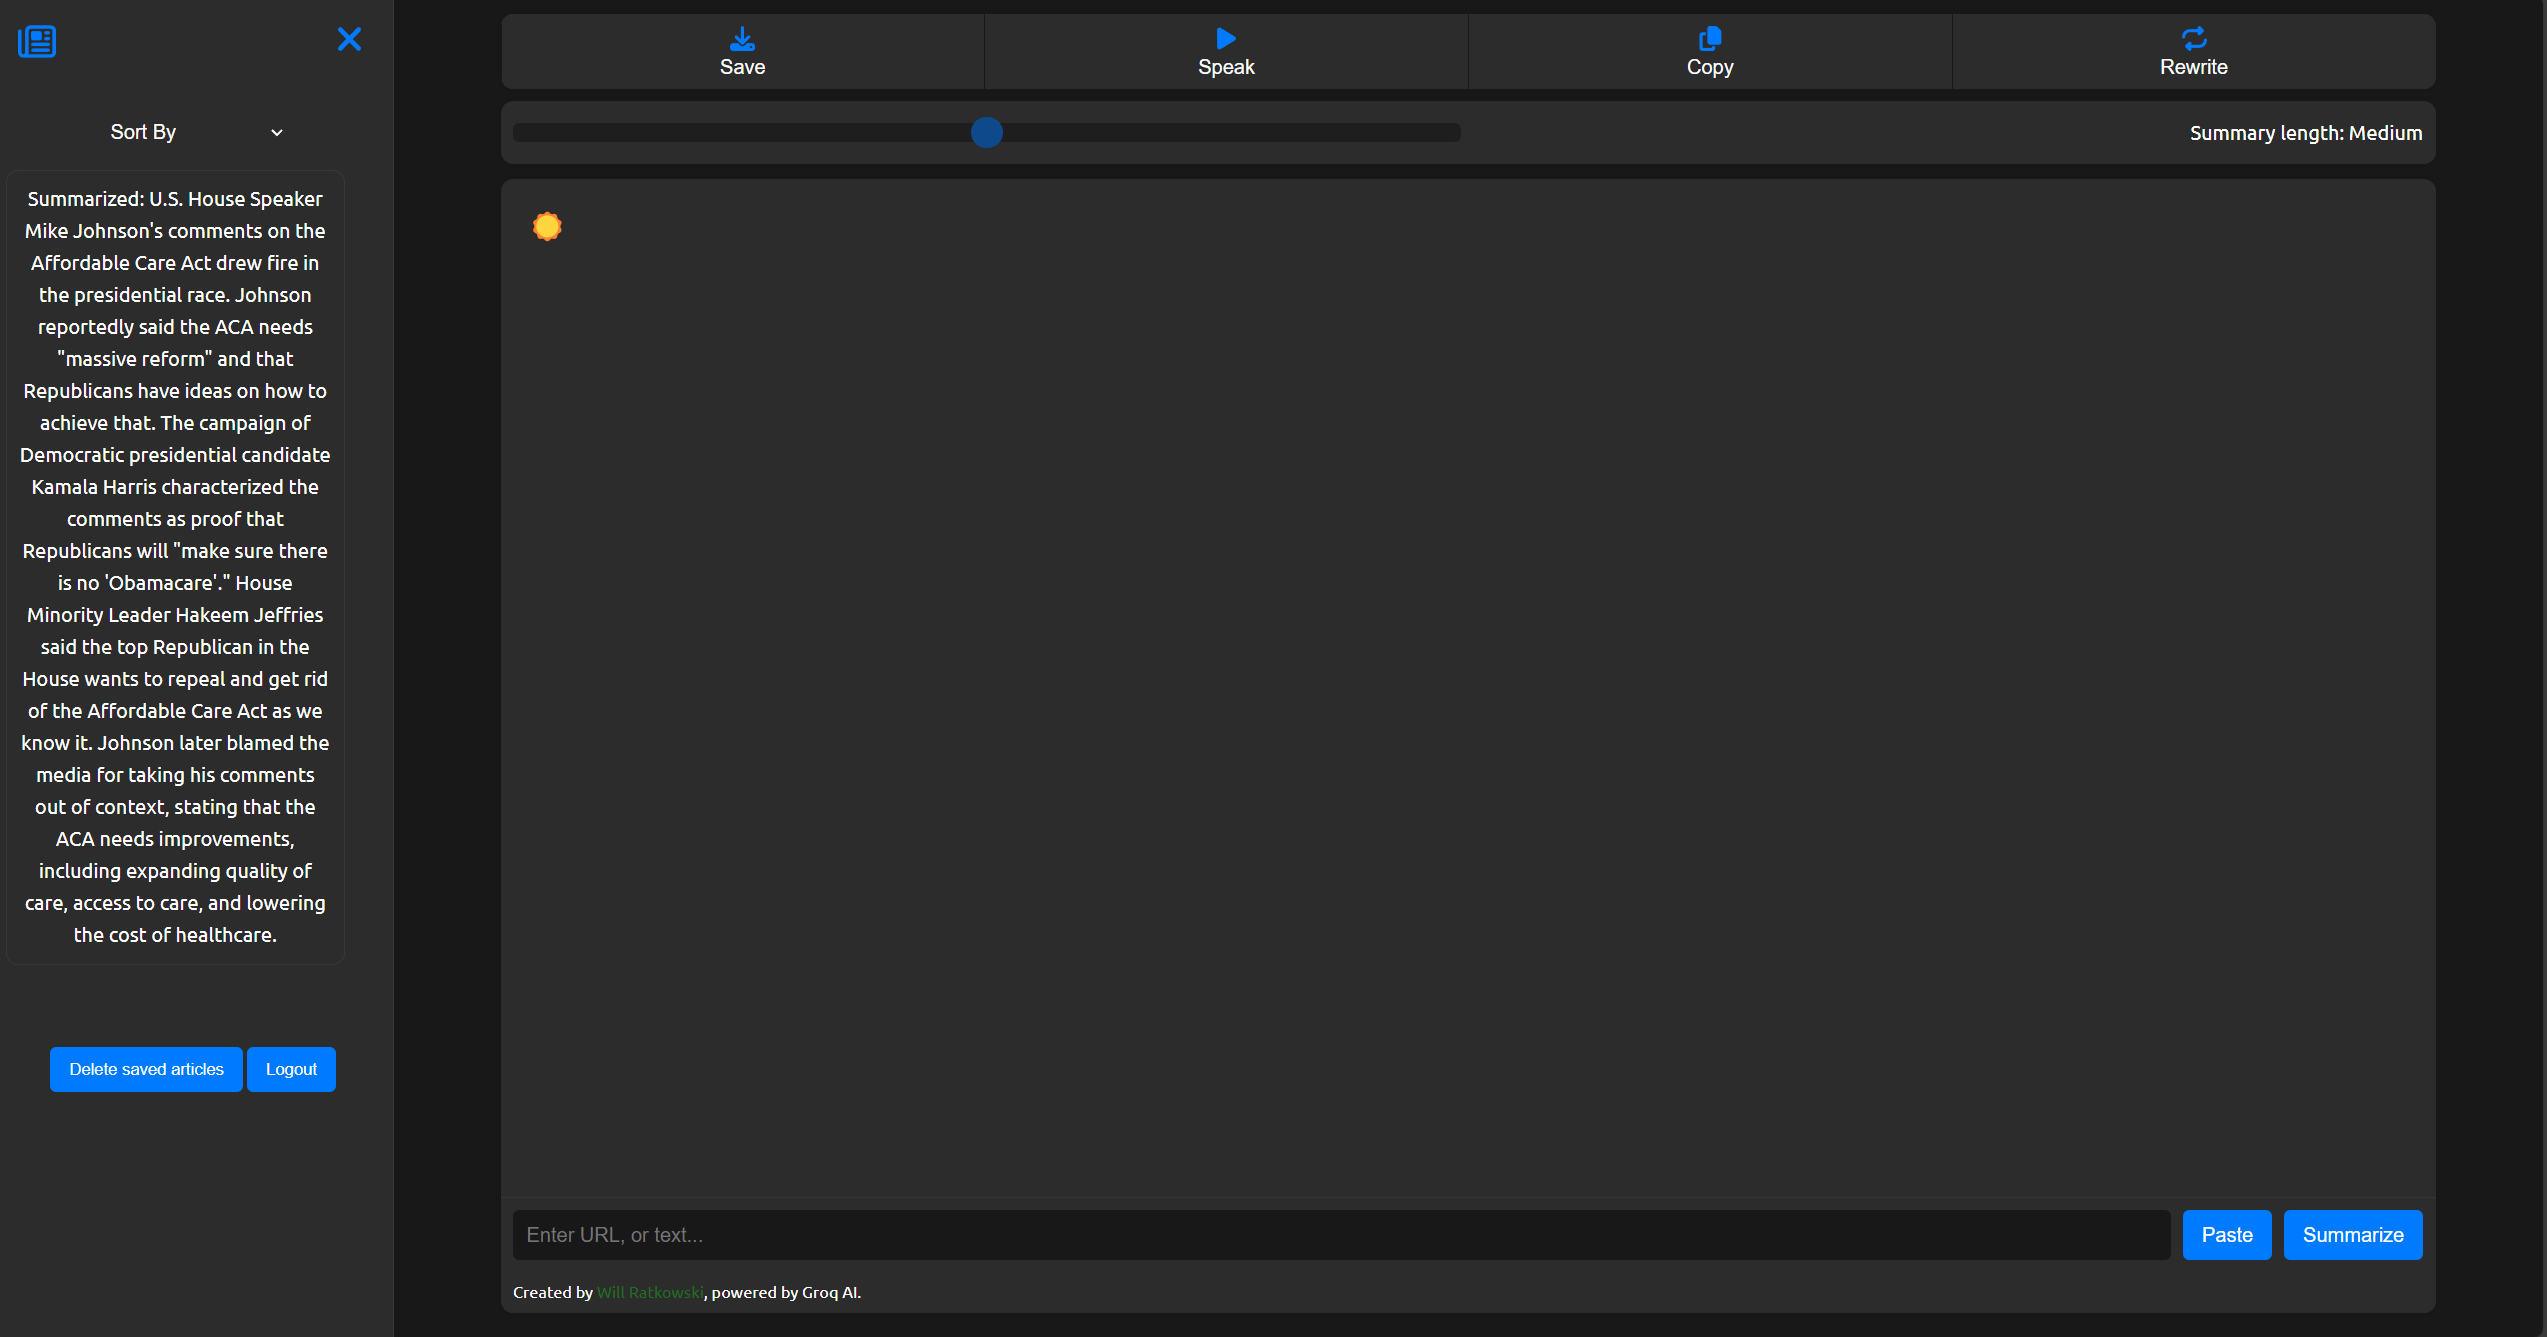 Sort By
Summarized: U.S. House Speaker
Mike Johnson's comments on the
Affordable Care Act drew fire in
the presidential race. Johnson
reportedly said the ACA needs
"massive reform" and that
Republicans have ideas on how to
achieve that. The campaign of
Democratic presidential candidate
Kamala Harris characterized the
comments as proof that
Republicans will "make sure there
is no 'Obamacare'." House
Minority Leader Hakeem Jeffries
said the top Republican in the
House wants to repeal and get rid
of the Affordable Care Act as we
know it. Johnson later blamed the
media for taking his comments
out of context, stating that the
ACA needs improvements,
including expanding quality of
care, access to care, and lowering
the cost of healthcare.
Delete saved articles
Logout
Save
Speak
Copy
Rewrite
Summary length: Medium
Enter URL, or text...
Paste
Summarize
Created by Will Ratkowski, powered by Groq AI.